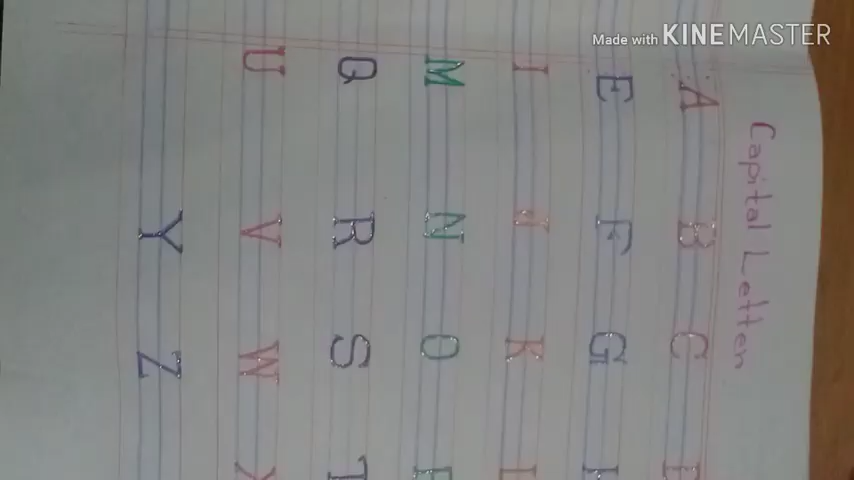 Made with KINEMASTER
Capital Letter
A B C
E F G
I K
M N O
Q R S T
U V W X
Y Z